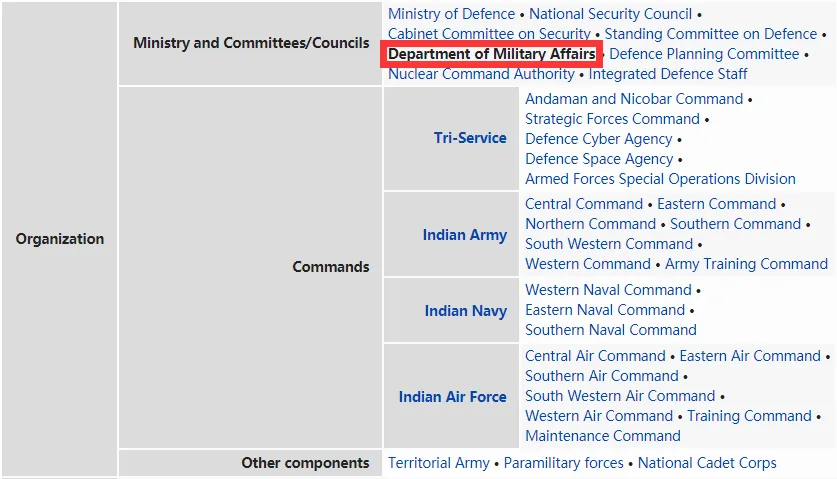 Organization
Ministry and Committees/Councils
Ministry of Defence • National Security Council •
Cabinet Committee on Security • Standing Committee on Defence •
Department of Military Affairs • Defence Planning Committee •
Nuclear Command Authority • Integrated Defence Staff
Commands
Tri-Service
Andaman and Nicobar Command •
Strategic Forces Command •
Defence Cyber Agency •
Defence Space Agency •
Armed Forces Special Operations Division
Indian Army
Central Command • Eastern Command •
Northern Command • Southern Command •
South Western Command •
Western Command • Army Training Command
Indian Navy
Western Naval Command •
Eastern Naval Command •
Southern Naval Command
Indian Air Force
Central Air Command • Eastern Air Command •
Southern Air Command •
South Western Air Command •
Western Air Command • Training Command •
Maintenance Command
Other components
Territorial Army • Paramilitary forces • National Cadet Corps